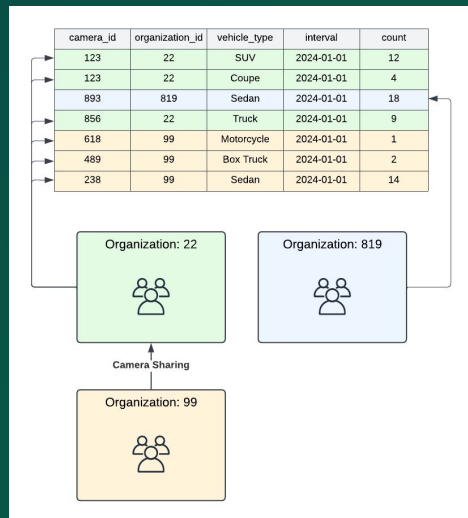 camera_id organization_id vehicle_type interval count
123 22 SUV 2024-01-01 12
123 22 Coupe 2024-01-01 4
893 819 Sedan 2024-01-01 18
856 22 Truck 2024-01-01 9
618 99 Motorcycle 2024-01-01 1
489 99 Box Truck 2024-01-01 2
238 99 Sedan 2024-01-01 14
Organization: 22 Organization: 819
Camera Sharing
Organization: 99